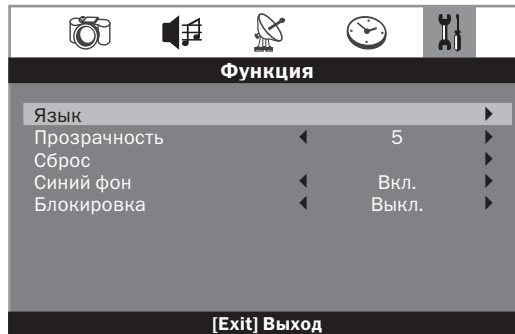 Функция
Язык
Прозрачность 5
Сброс
Синий фон Вкл.
Блокировка Выкл.
[Exit] Выход